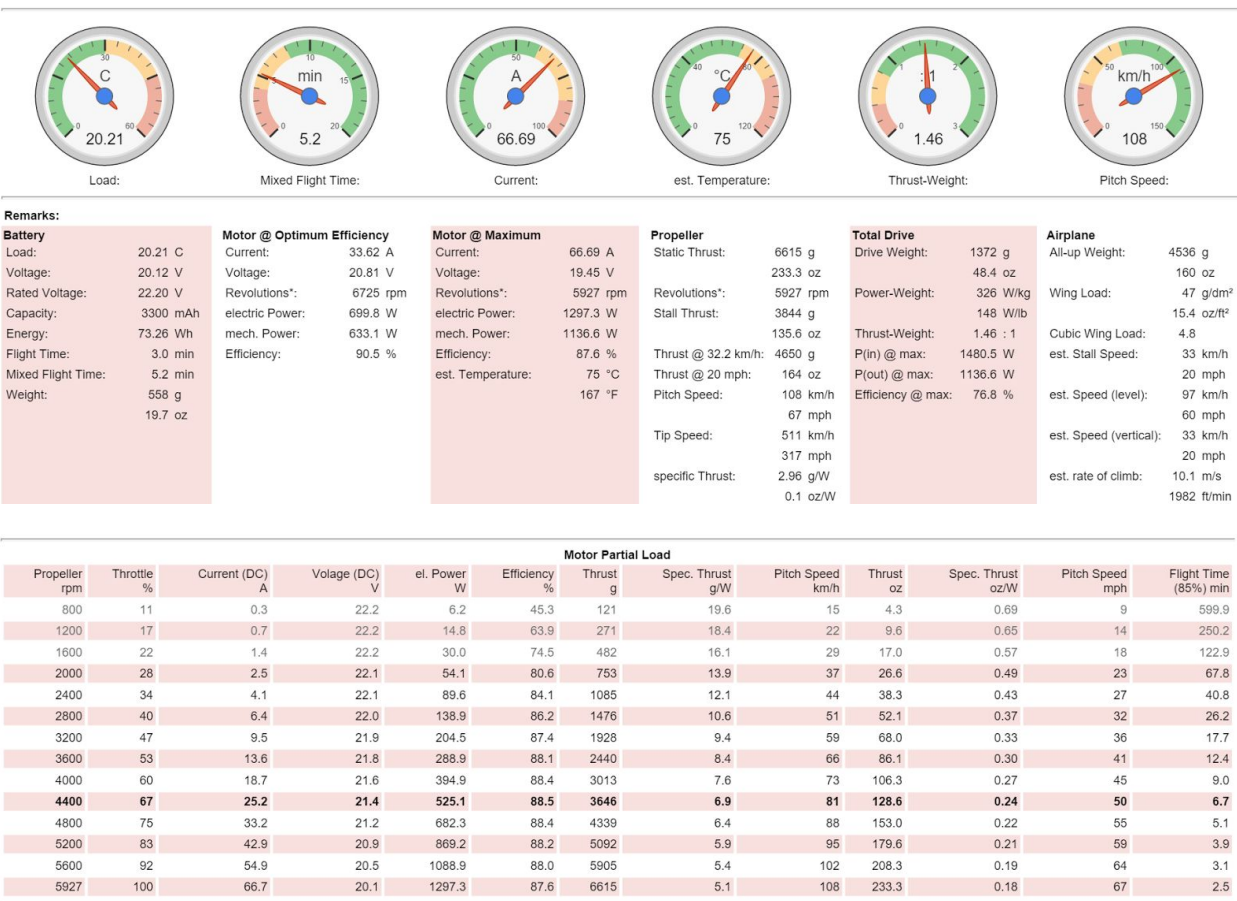 30
C
0 60
20.21
Load:
10
min
15
0 20
5.2
Mixed Flight Time:
50
A
0 100
66.69
Current:
40 80
°C
0 120
75
est. Temperature:
1 2
:1
0 3
1.46
Thrust-Weight:
50 100
km/h
0 150
108
Pitch Speed:
Remarks:
Battery
Load: 20.21 C
Voltage: 20.12 V
Rated Voltage: 22.20 V
Capacity: 3300 mAh
Energy: 73.26 Wh
Flight Time: 3.0 min
Mixed Flight Time: 5.2 min
Weight: 558 g
19.7 oz
Motor @ Optimum Efficiency
Current: 33.62 A
Voltage: 20.81 V
Revolutions*: 6725 rpm
electric Power: 699.8 W
mech. Power: 633.1 W
Efficiency: 90.5 %
Motor @ Maximum
Current: 66.69 A
Voltage: 19.45 V
Revolutions*: 5927 rpm
electric Power: 1297.3 W
mech. Power: 1136.6 W
Efficiency: 87.6 %
est. Temperature: 75 °C
167 °F
Propeller
Static Thrust: 6615 g
233.3 oz
Revolutions*: 5927 rpm
Stall Thrust: 3844 g
135.6 oz
Thrust @ 32.2 km/h: 4650 g
Thrust @ 20 mph: 164 oz
Pitch Speed: 108 km/h
67 mph
Tip Speed: 511 km/h
317 mph
specific Thrust: 2.96 g/W
0.1 oz/W
Total Drive
Drive Weight: 1372 g
48.4 oz
Power-Weight: 326 W/kg
148 W/lb
Thrust-Weight: 1.46 : 1
P(in) @ max: 1480.5 W
P(out) @ max: 1136.6 W
Efficiency @ max: 76.8 %
Airplane
All-up Weight: 4536 g
160 oz
Wing Load: 47 g/dm²
15.4 oz/ft²
Cubic Wing Load: 4.8
est. Stall Speed: 33 km/h
20 mph
est. Speed (level): 97 km/h
60 mph
est. Speed (vertical): 33 km/h
20 mph
est. rate of climb: 10.1 m/s
1982 ft/min
Motor Partial Load
Propeller Throttle Current (DC) Volage (DC) el. Power Efficiency Thrust Spec. Thrust Pitch Speed Thrust Spec. Thrust Pitch Speed Flight Time
rpm % A V W % g g/W km/h oz oz/W mph (85%) min
800 11 0.3 22.2 6.2 45.3 121 19.6 15 4.3 0.69 9 599.9
1200 17 0.7 22.2 14.8 63.9 271 18.4 22 9.6 0.65 14 250.2
1600 22 1.4 22.2 30.0 74.5 482 16.1 29 17.0 0.57 18 122.9
2000 28 2.5 22.1 54.1 80.6 753 13.9 37 26.6 0.49 23 67.8
2400 34 4.1 22.1 89.6 84.1 1085 12.1 44 38.3 0.43 27 40.8
2800 40 6.4 22.0 138.9 86.2 1476 10.6 51 52.1 0.37 32 26.2
3200 47 9.5 21.9 204.5 87.4 1928 9.4 59 68.0 0.33 36 17.7
3600 53 13.6 21.8 288.9 88.1 2440 8.4 66 86.1 0.30 41 12.4
4000 60 18.7 21.6 394.9 88.4 3013 7.6 73 106.3 0.27 45 9.0
4400 67 25.2 21.4 525.1 88.5 3646 6.9 81 128.6 0.24 50 6.7
4800 75 33.2 21.2 682.3 88.4 4339 6.4 88 153.0 0.22 55 5.1
5200 83 42.9 20.9 869.2 88.2 5092 5.9 95 179.6 0.21 59 3.9
5600 92 54.9 20.5 1088.9 88.0 5905 5.4 102 208.3 0.19 64 3.1
5927 100 66.7 20.1 1297.3 87.6 6615 5.1 108 233.3 0.18 67 2.5